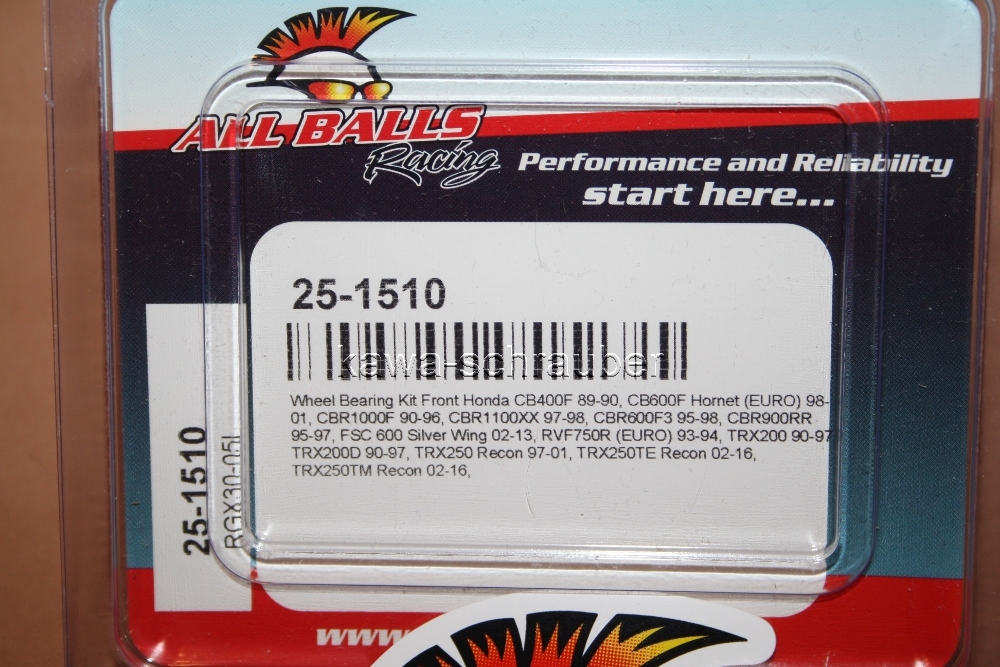 ALL BALLS
Racing
Performance and Reliability
start here...
25-1510
kawa-schrauber
Wheel Bearing Kit Front Honda CB400F 89-90, CB600F Hornet (EURO) 98-
01, CBR1000F 90-96, CBR1100XX 97-98, CBR600F3 95-98, CBR900RR
95-97, FSC 600 Silver Wing 02-13, RVF750R (EURO) 93-94, TRX200 90-97
TRX200D 90-97, TRX250 Recon 97-01, TRX250TE Recon 02-16,
TRX250TM Recon 02-16,
25-1510
RGX30-05L
www.